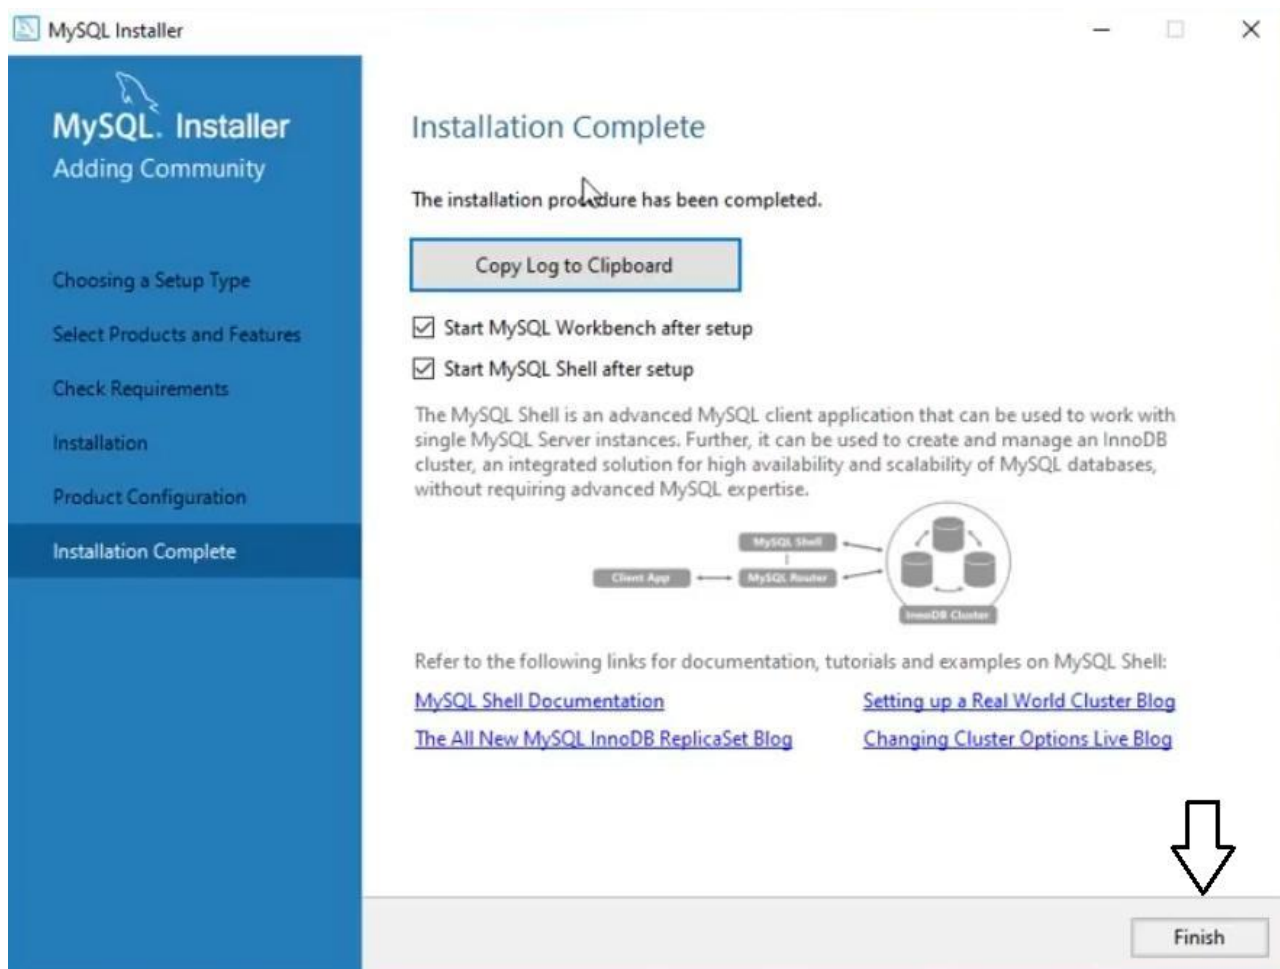 MySQL Installer
MySQL. Installer
Adding Community
Choosing a Setup Type
Select Products and Features
Check Requirements
Installation
Product Configuration
Installation Complete
Installation Complete
The installation procedure has been completed.
Copy Log to Clipboard
Start MySQL Workbench after setup
Start MySQL Shell after setup
The MySQL Shell is an advanced MySQL client application that can be used to work with
single MySQL Server instances. Further, it can be used to create and manage an InnoDB
cluster, an integrated solution for high availability and scalability of MySQL databases,
without requiring advanced MySQL expertise.
MySQL Shell
Client App
MySQL Router
InnoDB Cluster
Refer to the following links for documentation, tutorials and examples on MySQL Shell:
MySQL Shell Documentation
Setting up a Real World Cluster Blog
The All New MySQL InnoDB ReplicaSet Blog
Changing Cluster Options Live Blog
Finish